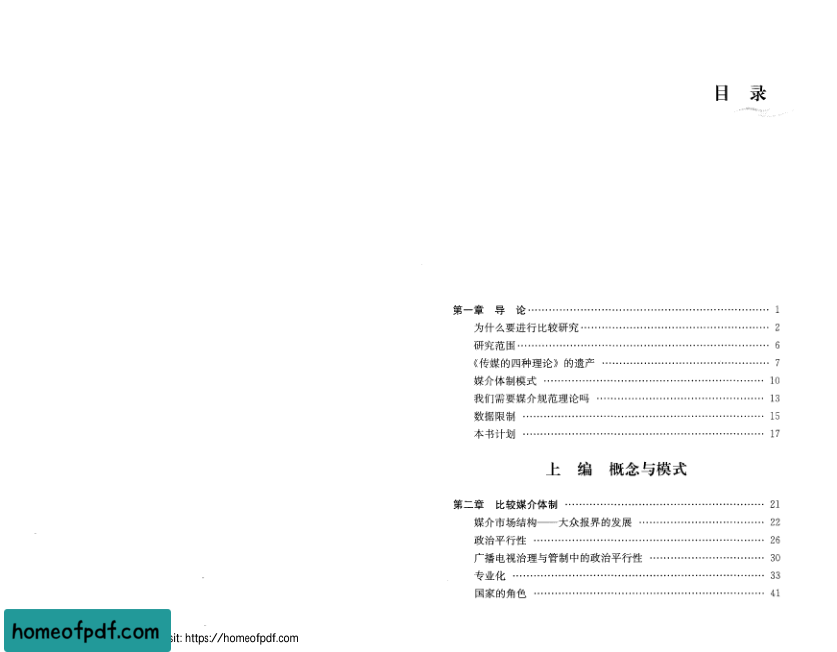 目 录
第一章 导 论 1
为什么要进行比较研究 2
研究范围 6
《传媒的四种理论》的遗产 7
媒介体制模式 10
我们需要媒介规范理论吗 13
数据限制 15
本书计划 17
上 编 概念与模式
第二章 比较媒介体制 21
媒介市场结构——大众报界的发展 22
政治平行性 26
广播电视治理与管制中的政治平行性 30
专业化 33
国家的角色 41
homeofpdf.com
sit: https://homeofpdf.com